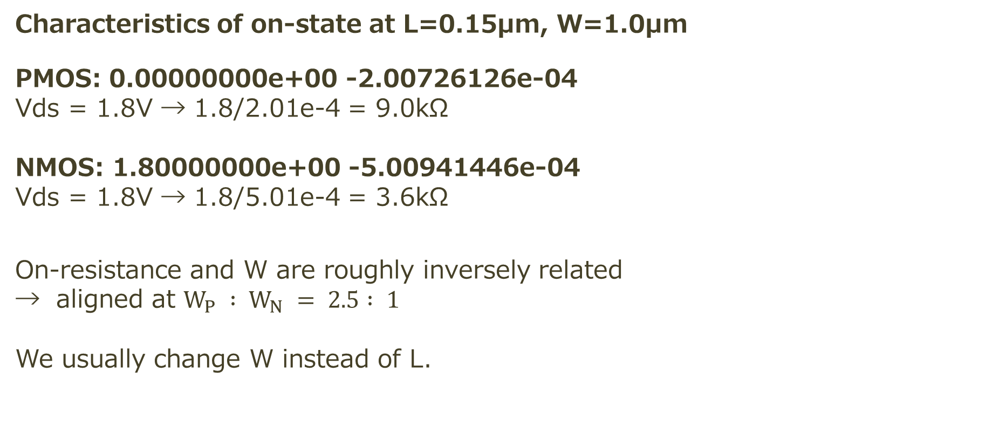 Characteristics of on-state at L=0.15μm, W=1.0μm
PMOS: 0.00000000e+00 -2.00726126e-04
Vds = 1.8V → 1.8/2.01e-4 = 9.0kΩ
NMOS: 1.80000000e+00 -5.00941446e-04
Vds = 1.8V → 1.8/5.01e-4 = 3.6kΩ
On-resistance and W are roughly inversely related
→ aligned at W_P : W_N = 2.5 : 1
We usually change W instead of L.